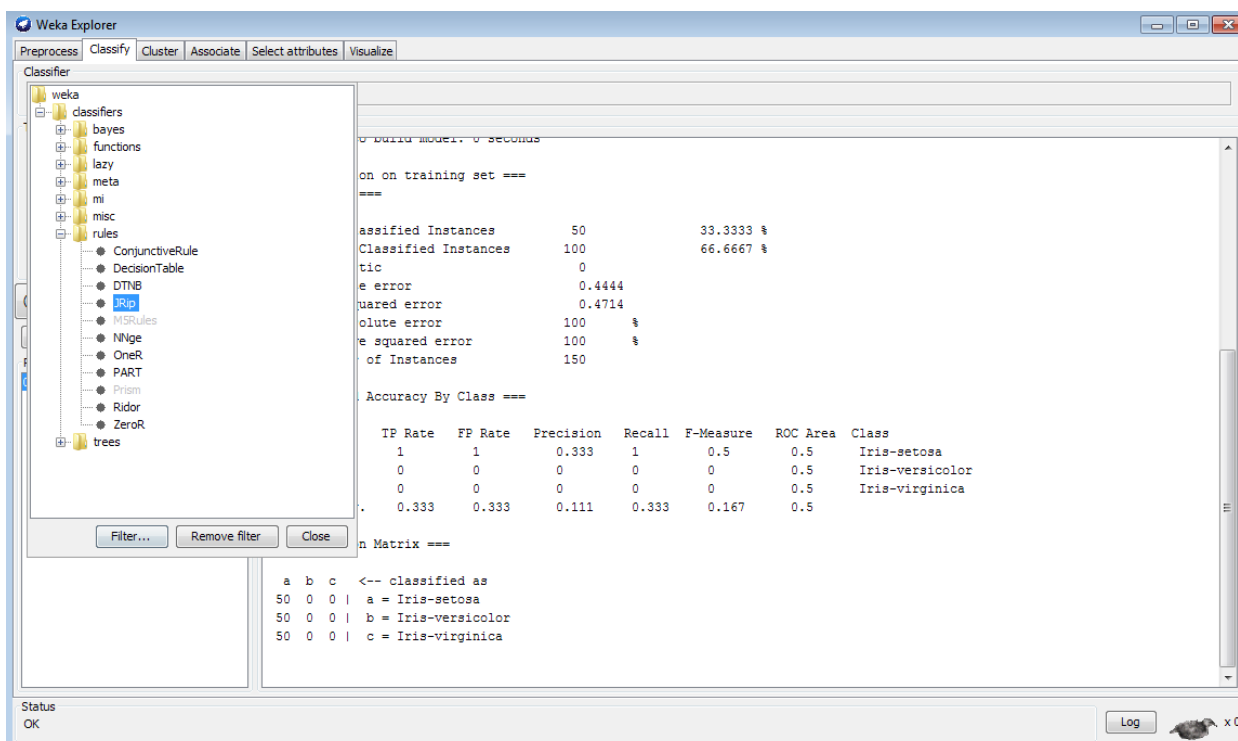 Weka Explorer
Preprocess Classify Cluster Associate Select attributes Visualize
Classifier
weka
classifiers
bayes
functions
lazy
meta
mi
misc
rules
ConjunctiveRule
DecisionTable
DTNB
JRip
M5Rules
NNge
OneR
PART
Prism
Ridor
ZeroR
trees
Filter... Remove filter Close
o build model: 0 seconds
on on training set ===
===
assified Instances 50 33.3333 %
Classified Instances 100 66.6667 %
tic 0
e error 0.4444
uared error 0.4714
olute error 100 %
e squared error 100 %
of Instances 150
Accuracy By Class ===
TP Rate FP Rate Precision Recall F-Measure ROC Area Class
1 1 0.333 1 0.5 0.5 Iris-setosa
0 0 0 0 0 0.5 Iris-versicolor
0 0 0 0 0 0.5 Iris-virginica
. 0.333 0.333 0.111 0.333 0.167 0.5
n Matrix ===
a b c <-- classified as
50 0 0 | a = Iris-setosa
50 0 0 | b = Iris-versicolor
50 0 0 | c = Iris-virginica
Status
OK
Log x 0